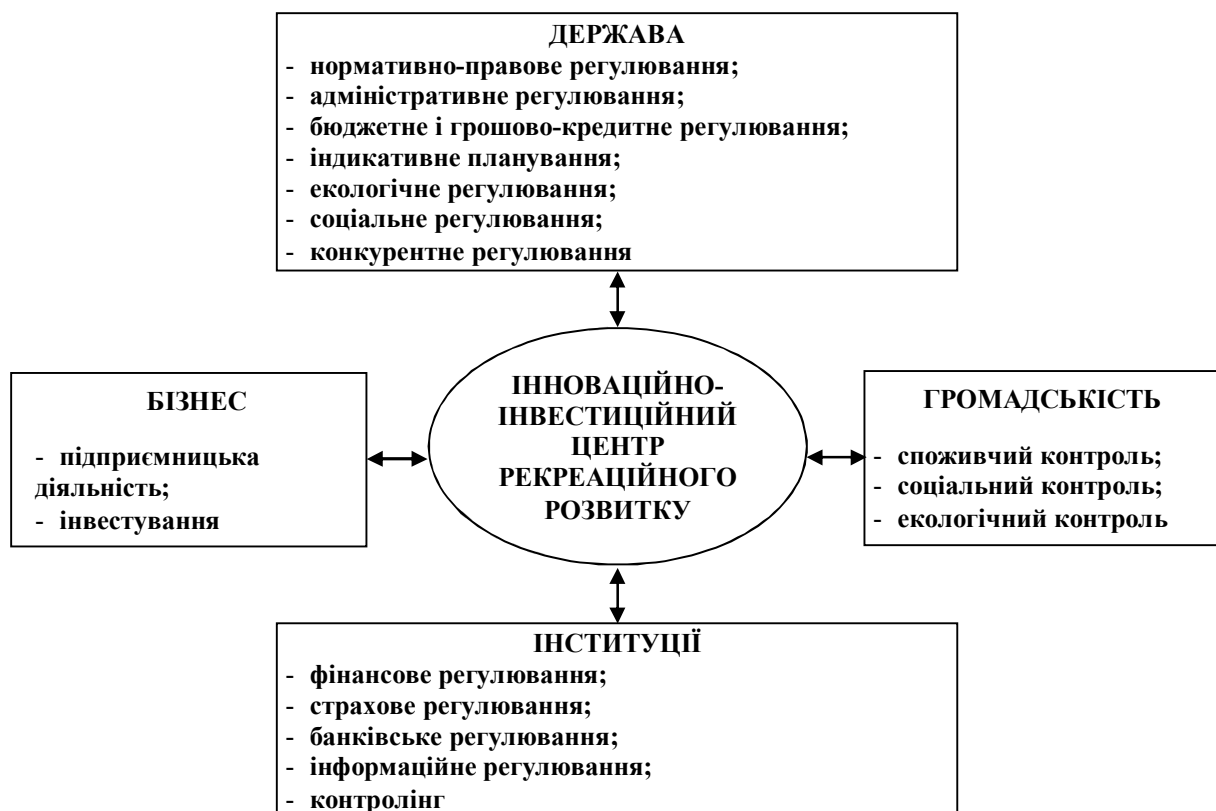 ДЕРЖАВА
- нормативно-правове регулювання;
- адміністративне регулювання;
- бюджетне і грошово-кредитне регулювання;
- індикативне планування;
- екологічне регулювання;
- соціальне регулювання;
- конкурентне регулювання
БІЗНЕС
- підприємницька
діяльність;
- інвестування
ІННОВАЦІЙНО-
ІНВЕСТИЦІЙНИЙ
ЦЕНТР
РЕКРЕАЦІЙНОГО
РОЗВИТКУ
ГРОМАДСЬКІСТЬ
- споживчий контроль;
- соціальний контроль;
- екологічний контроль
ІНСТИТУЦІЇ
- фінансове регулювання;
- страхове регулювання;
- банківське регулювання;
- інформаційне регулювання;
- контролінг